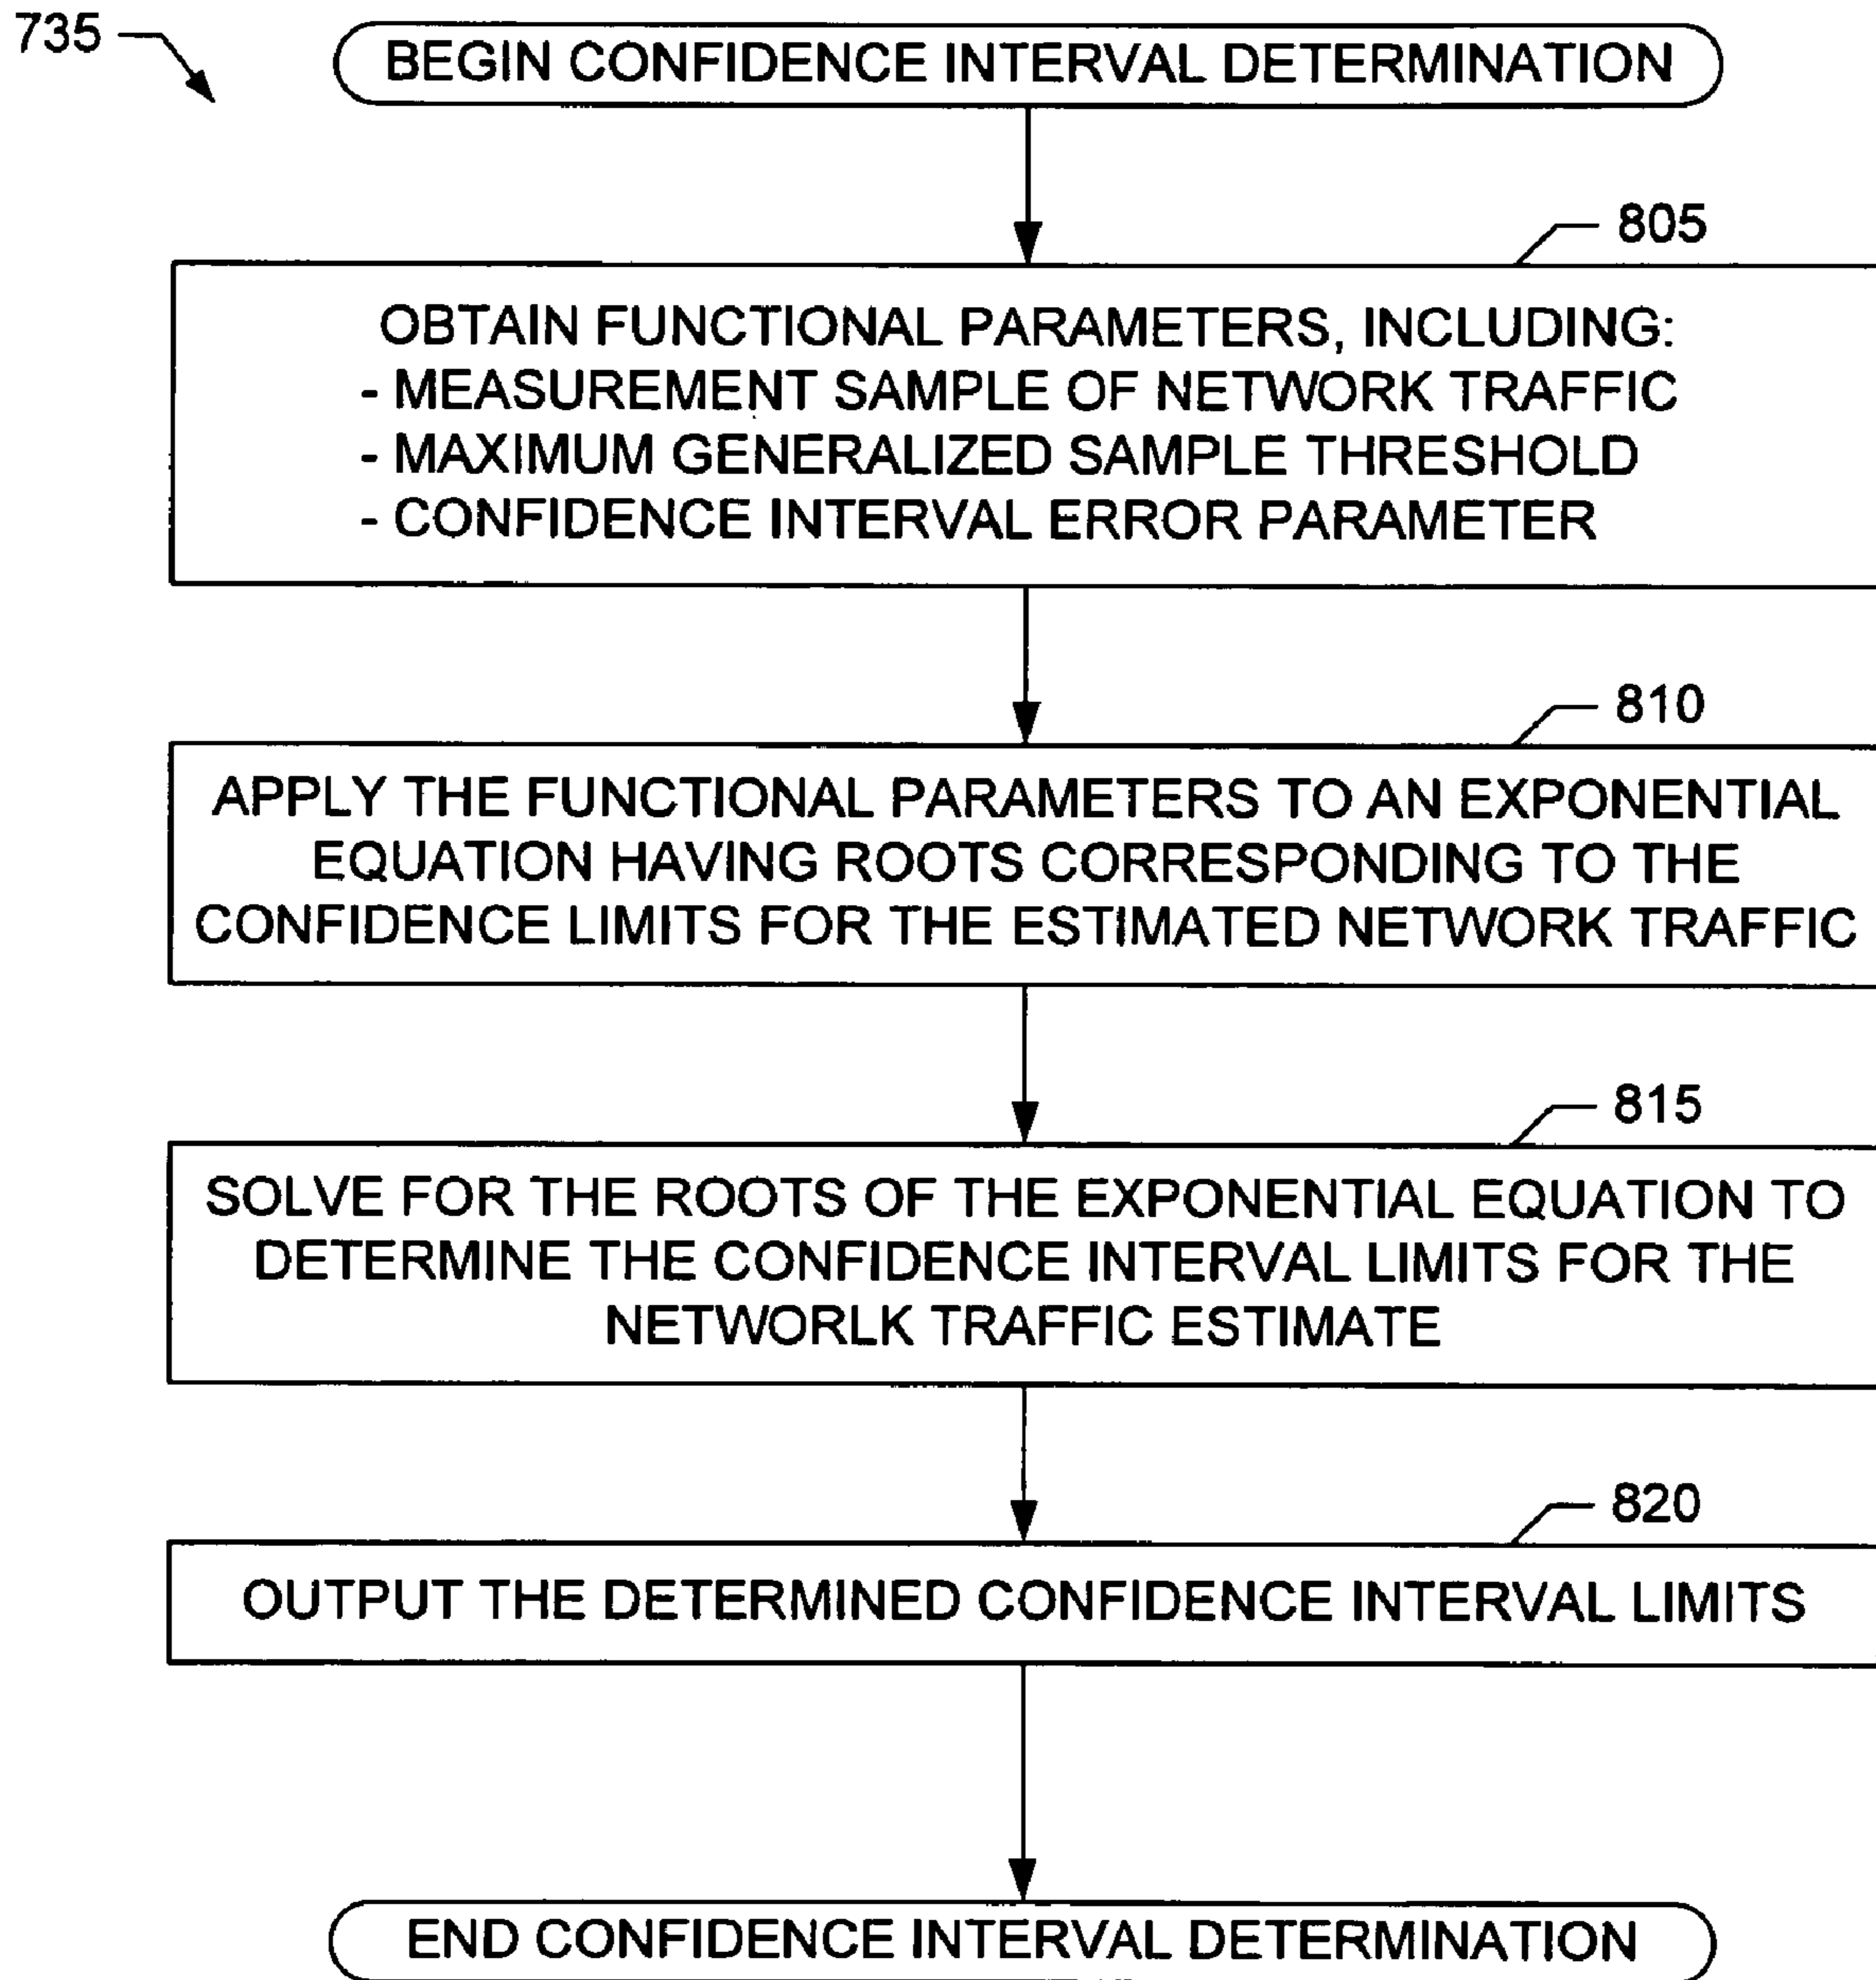 735
BEGIN CONFIDENCE INTERVAL DETERMINATION
805
OBTAIN FUNCTIONAL PARAMETERS, INCLUDING:
- MEASUREMENT SAMPLE OF NETWORK TRAFFIC
- MAXIMUM GENERALIZED SAMPLE THRESHOLD
- CONFIDENCE INTERVAL ERROR PARAMETER
810
APPLY THE FUNCTIONAL PARAMETERS TO AN EXPONENTIAL
EQUATION HAVING ROOTS CORRESPONDING TO THE
CONFIDENCE LIMITS FOR THE ESTIMATED NETWORK TRAFFIC
815
SOLVE FOR THE ROOTS OF THE EXPONENTIAL EQUATION TO
DETERMINE THE CONFIDENCE INTERVAL LIMITS FOR THE
NETWORLK TRAFFIC ESTIMATE
820
OUTPUT THE DETERMINED CONFIDENCE INTERVAL LIMITS
END CONFIDENCE INTERVAL DETERMINATION